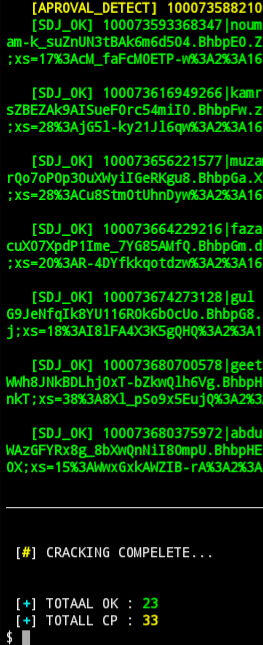 [APROVAL_DETECT] 100073588210
[SDJ_OK] 100073593368347|noum
am-k_suZnUN3tBAk6m6d504.BhbpE0.Z
;xs=17%3AcM_faFcM0ETP-w%3A2%3A16
[SDJ_OK] 100073616949266|kamr
sZBEZAk9AISueF0rc54miI0.BhbpFw.z
;xs=28%3AjG5l-ky21Jl6qw%3A2%3A16
[SDJ_OK] 100073656221577|muza
rQo7oP0p30uXWyiIGeRKgu8.BhbpGa.X
;xs=28%3ACu8Stm0tUhnDyw%3A2%3A16
[SDJ_OK] 100073664229216|faza
cuX07XpdP1Ime_7YG85AMfQ.BhbpGm.d
;xs=20%3AR-4DYfkkqotdzw%3A2%3A16
[SDJ_OK] 100073674273128|gul
G9JeNfqIk8YU116R0k6b0cUo.BhbpG8.
j;xs=18%3AI8lFA4X3K5gQHQ%3A2%3A1
[SDJ_OK] 100073680700578|geet
WWh8JNkBDLhj0xT-bZkwQlh6Vg.BhbpH
nkT;xs=38%3A8Xl_pSo9x5EujQ%3A2%3
[SDJ_OK] 100073680375972|abdu
WAzGFYRx8g_8bXwQnNiI80mpU.BhbpHE
0X;xs=15%3AWwxGxkAWZIB-rA%3A2%3A
[#] CRACKING COMPELETE...
[+] TOTAAL OK : 23
[+] TOTALL CP : 33
$